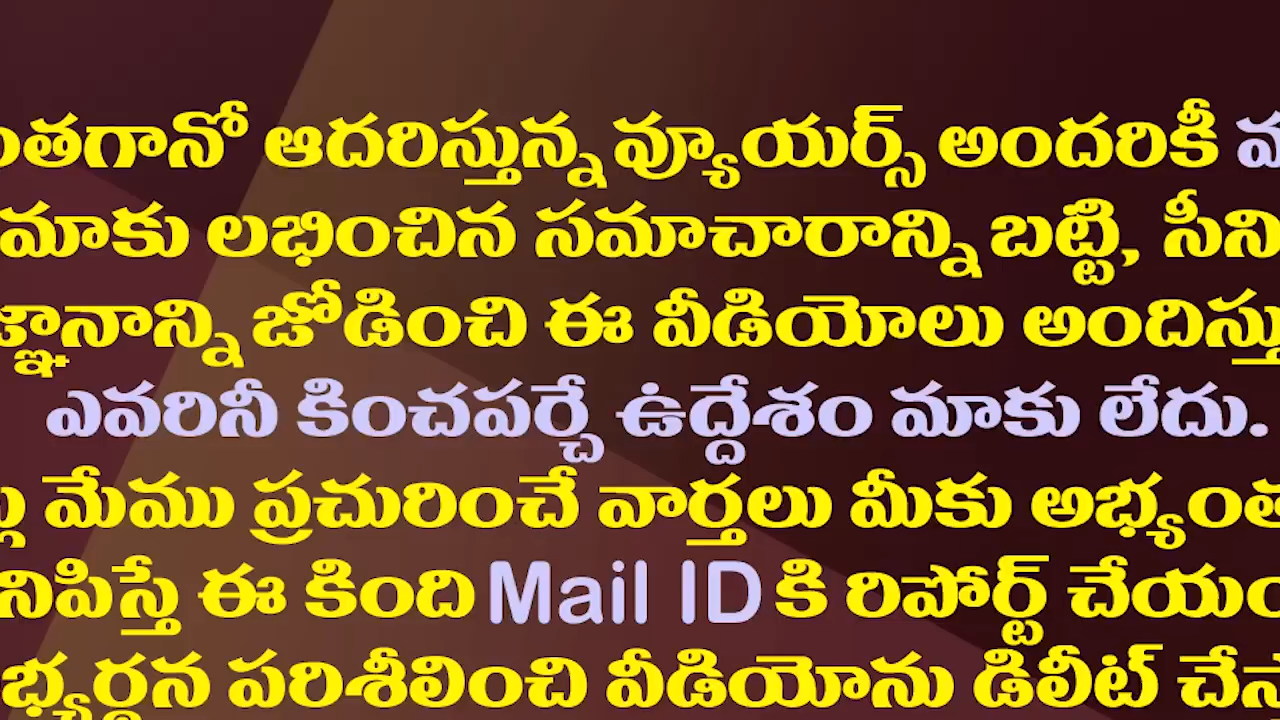 ఆదరిస్తున్న వ్యూయర్స్ అందరికీ
మాకు లభించిన సమాచారాన్ని బట్టి, సీని
జోడించి ఈ వీడియోలు
ఎవరినీ కించపర్చే ఉద్దేశం మాకు లేదు.
మేము ప్రచురించే వార్తలు మీకు
ఈ కింది Mail ID కి రిపోర్ట్
పరిశీలించి వీడియోను డిలీట్